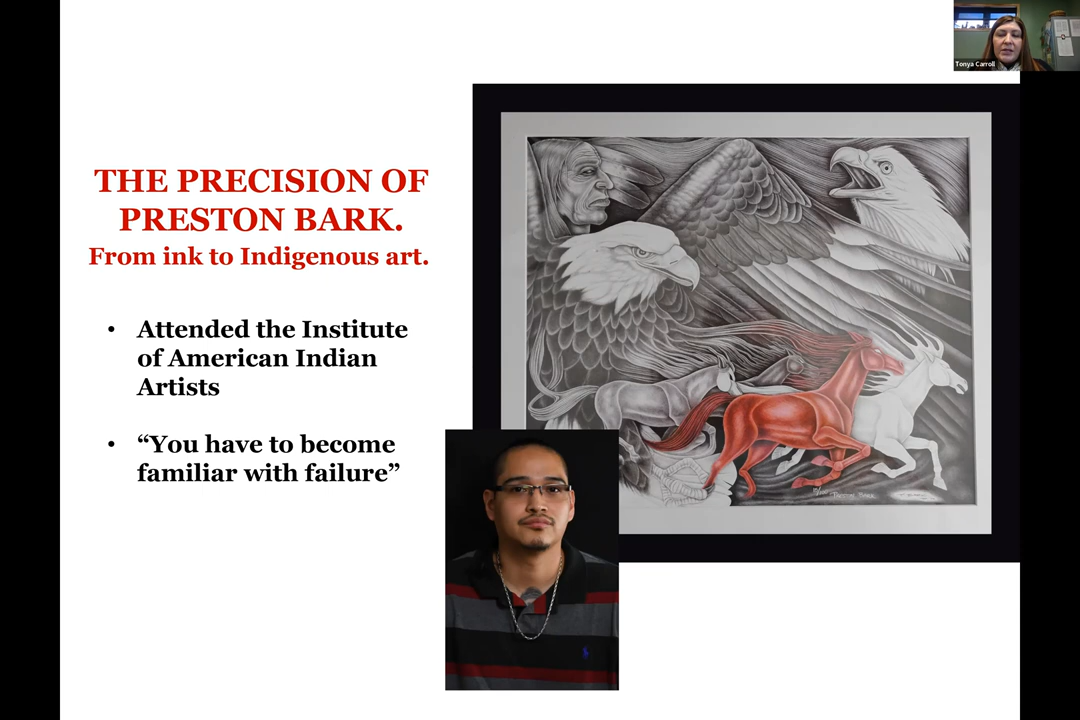 Tonya Carroll
THE PRECISION OF
PRESTON BARK.
From ink to Indigenous art.
• Attended the Institute
of American Indian
Artists
• “You have to become
familiar with failure”